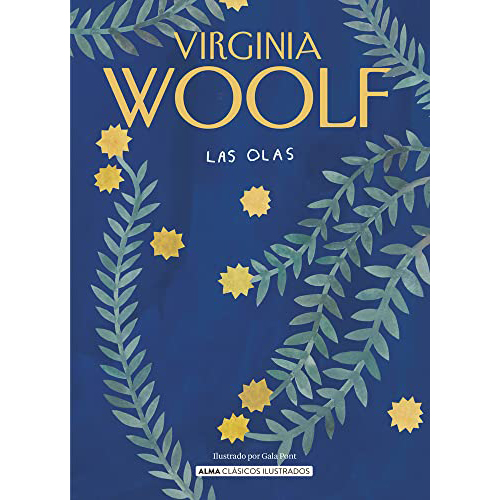 VIRGINIA
WOOLF
LAS OLAS
Ilustrado por Gala Pont
ALMA CLÁSICOS ILUSTRADOS